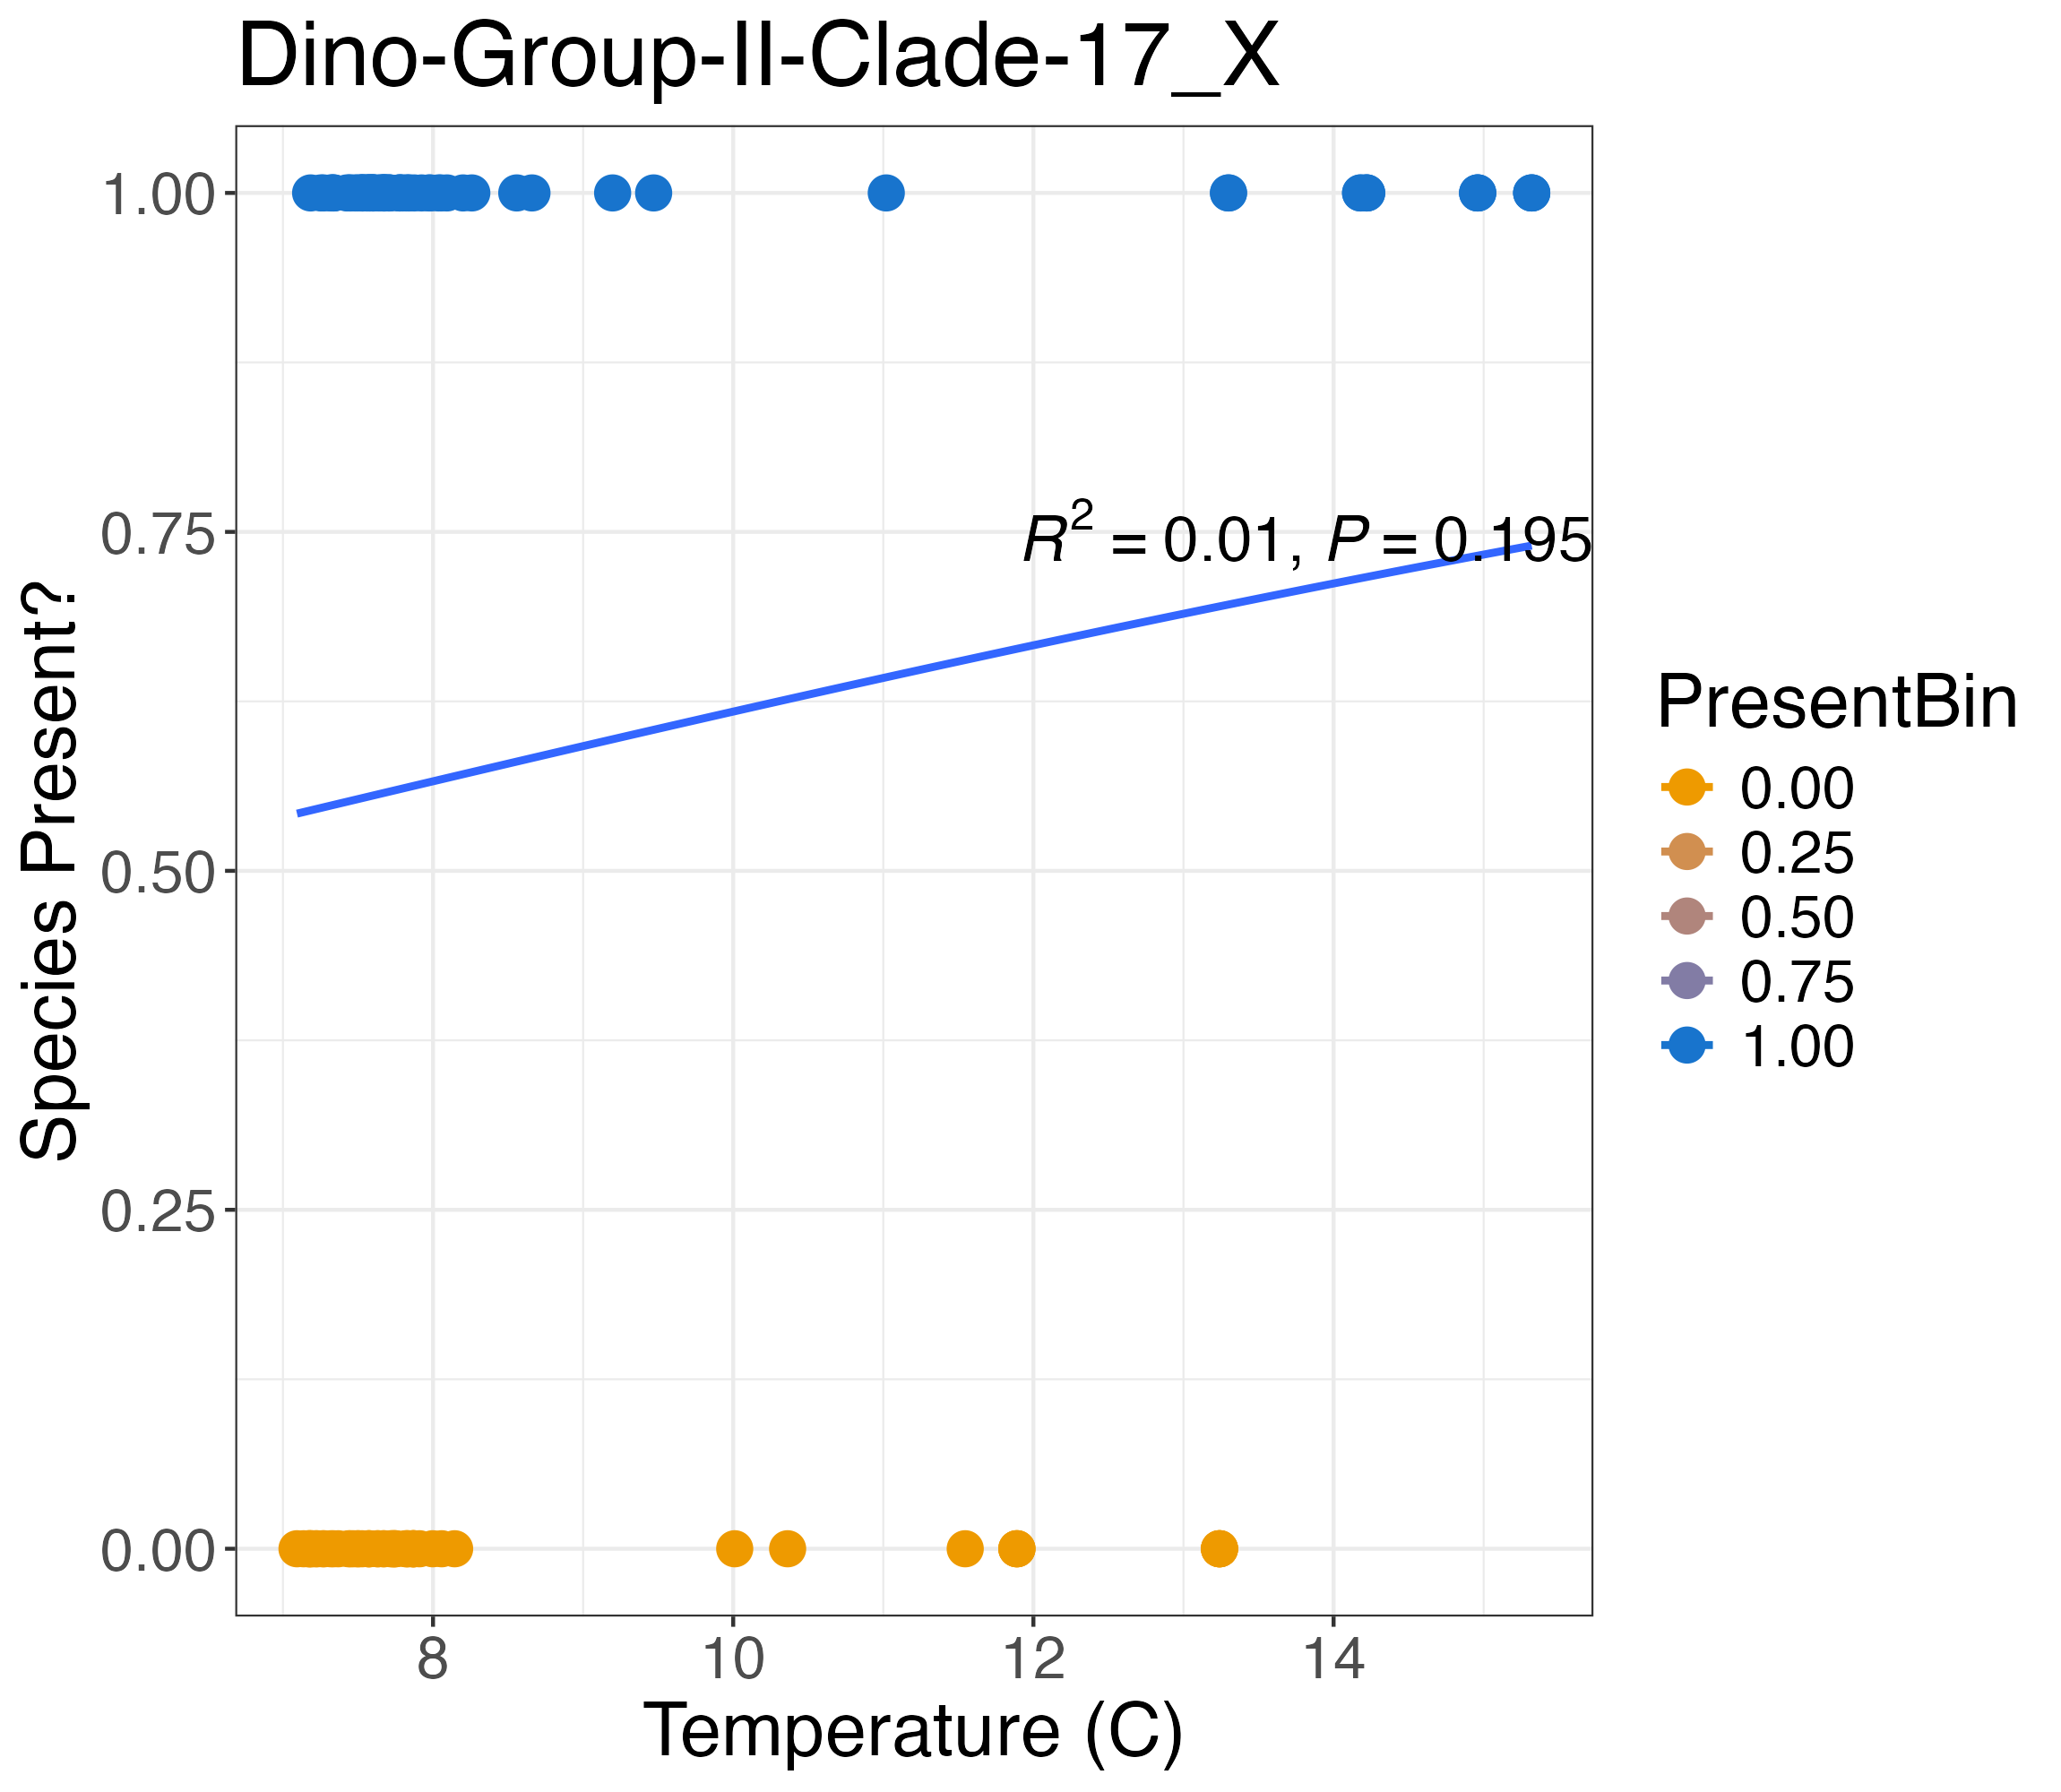 Dino-Group-II-Clade-17_X
1.00
0.75
0.50
0.25
0.00
Species Present?
R² = 0.01, P = 0.195
8 10 12 14
Temperature (C)
PresentBin
0.00
0.25
0.50
0.75
1.00